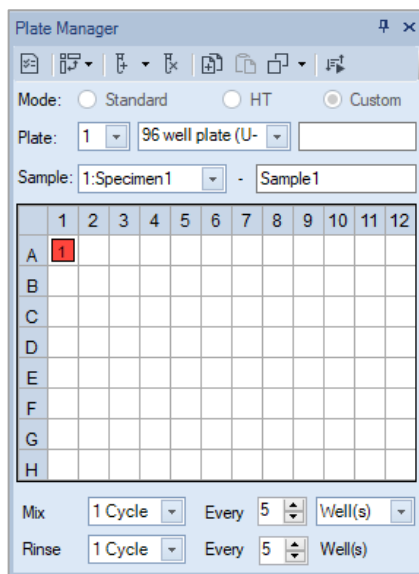 Plate Manager
Mode: Standard HT Custom
Plate: 1 96 well plate (U-
Sample: 1:Specimen1 - Sample1
1 2 3 4 5 6 7 8 9 10 11 12
A 1
B
C
D
E
F
G
H
Mix 1 Cycle Every 5 Well(s)
Rinse 1 Cycle Every 5 Well(s)